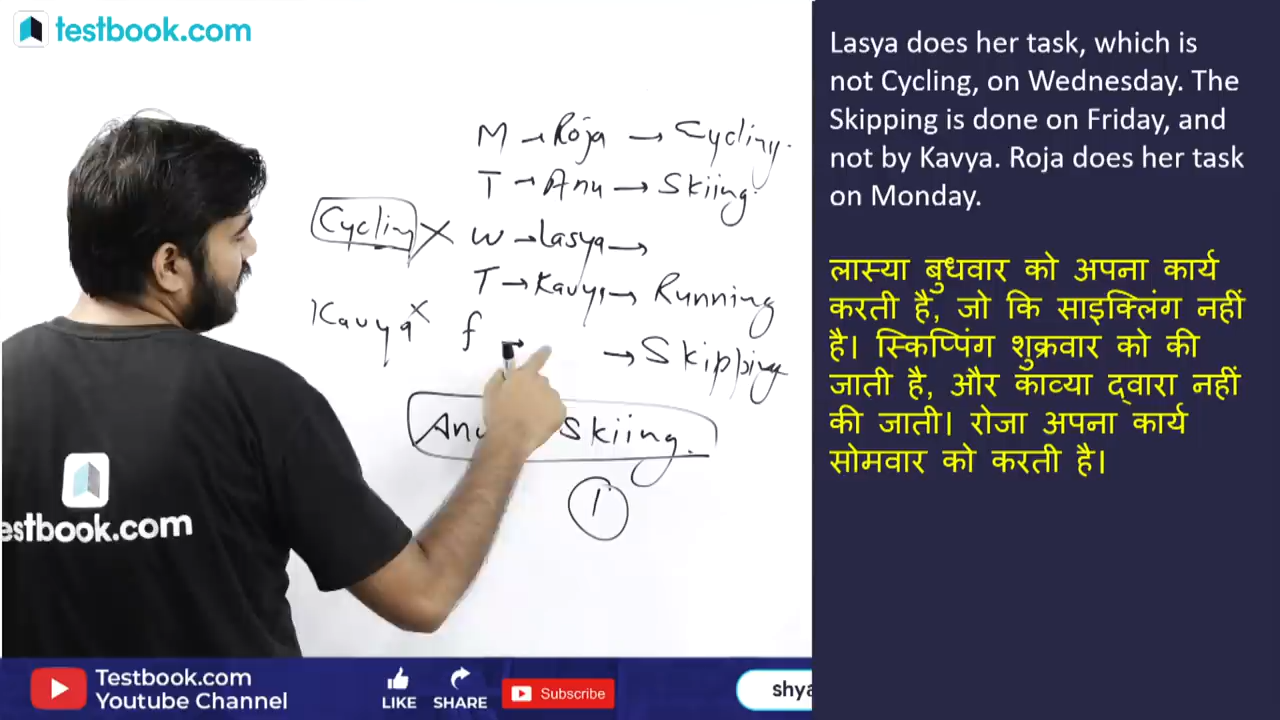 testbook.com
M → Roja → Cycling.
T → Anu → Skiing.
Cycling X W → Lasya →
T → Kavya → Running
Kavya x f → → Skipping
Anu Skiing.
1
estbook.com
Lasya does her task, which is
not Cycling, on Wednesday. The
Skipping is done on Friday, and
not by Kavya. Roja does her task
on Monday.
लास्या बुधवार को अपना कार्य
करती है, जो कि साइक्लिंग नहीं
है। स्किप्पिंग शुक्रवार को की
जाती है, और काव्या द्वारा नहीं
की जाती। रोजा अपना कार्य
सोमवार को करती है।
Testbook.com
Youtube Channel
LIKE SHARE Subscribe
shya